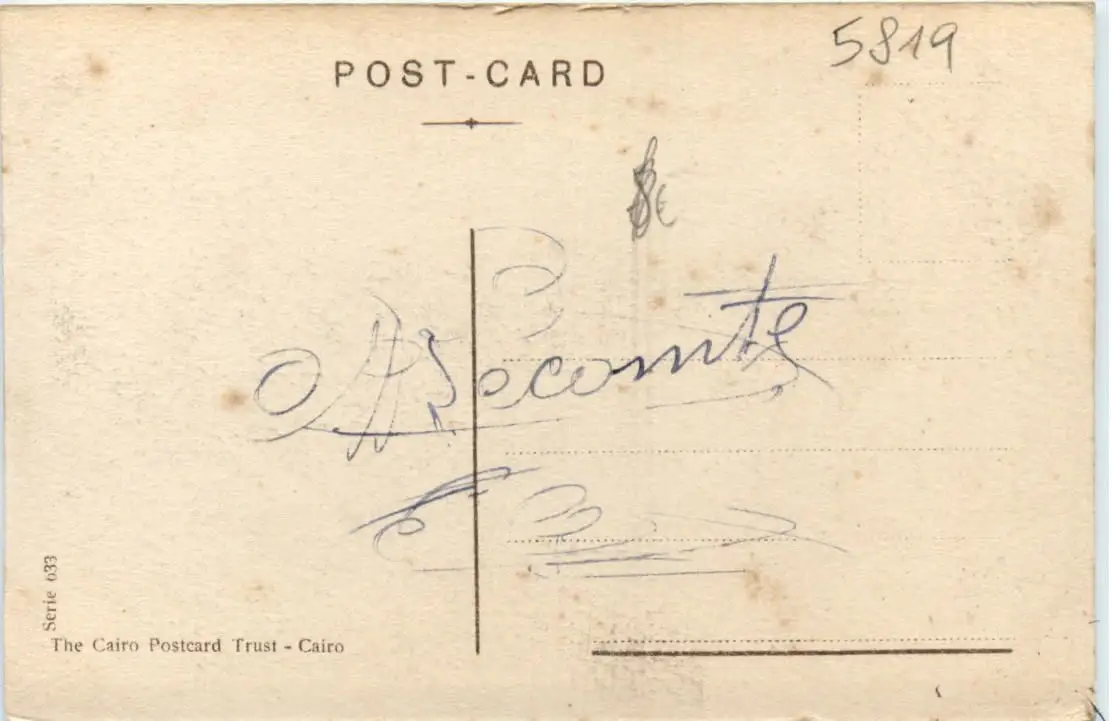 5819
POST-CARD
Lecomte
Serie 633
The Cairo Postcard Trust - Cairo